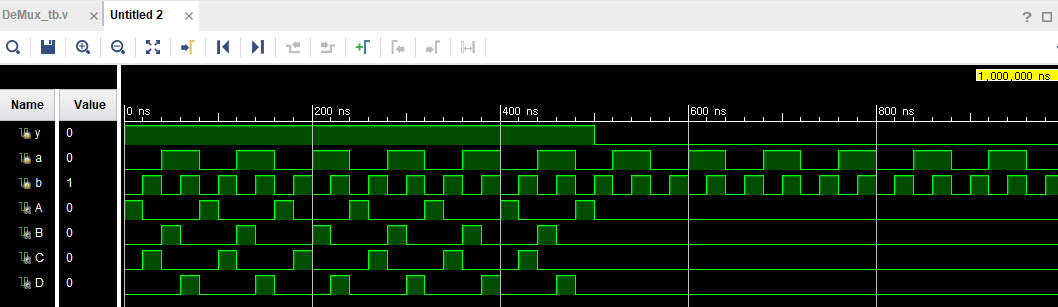 DeMux_tb.v × Untitled 2 × ?
1,000,000 ns
Name Value 0 ns 200 ns 400 ns 600 ns 800 ns
y 0
a 0
b 1
A 0
B 0
C 0
D 0